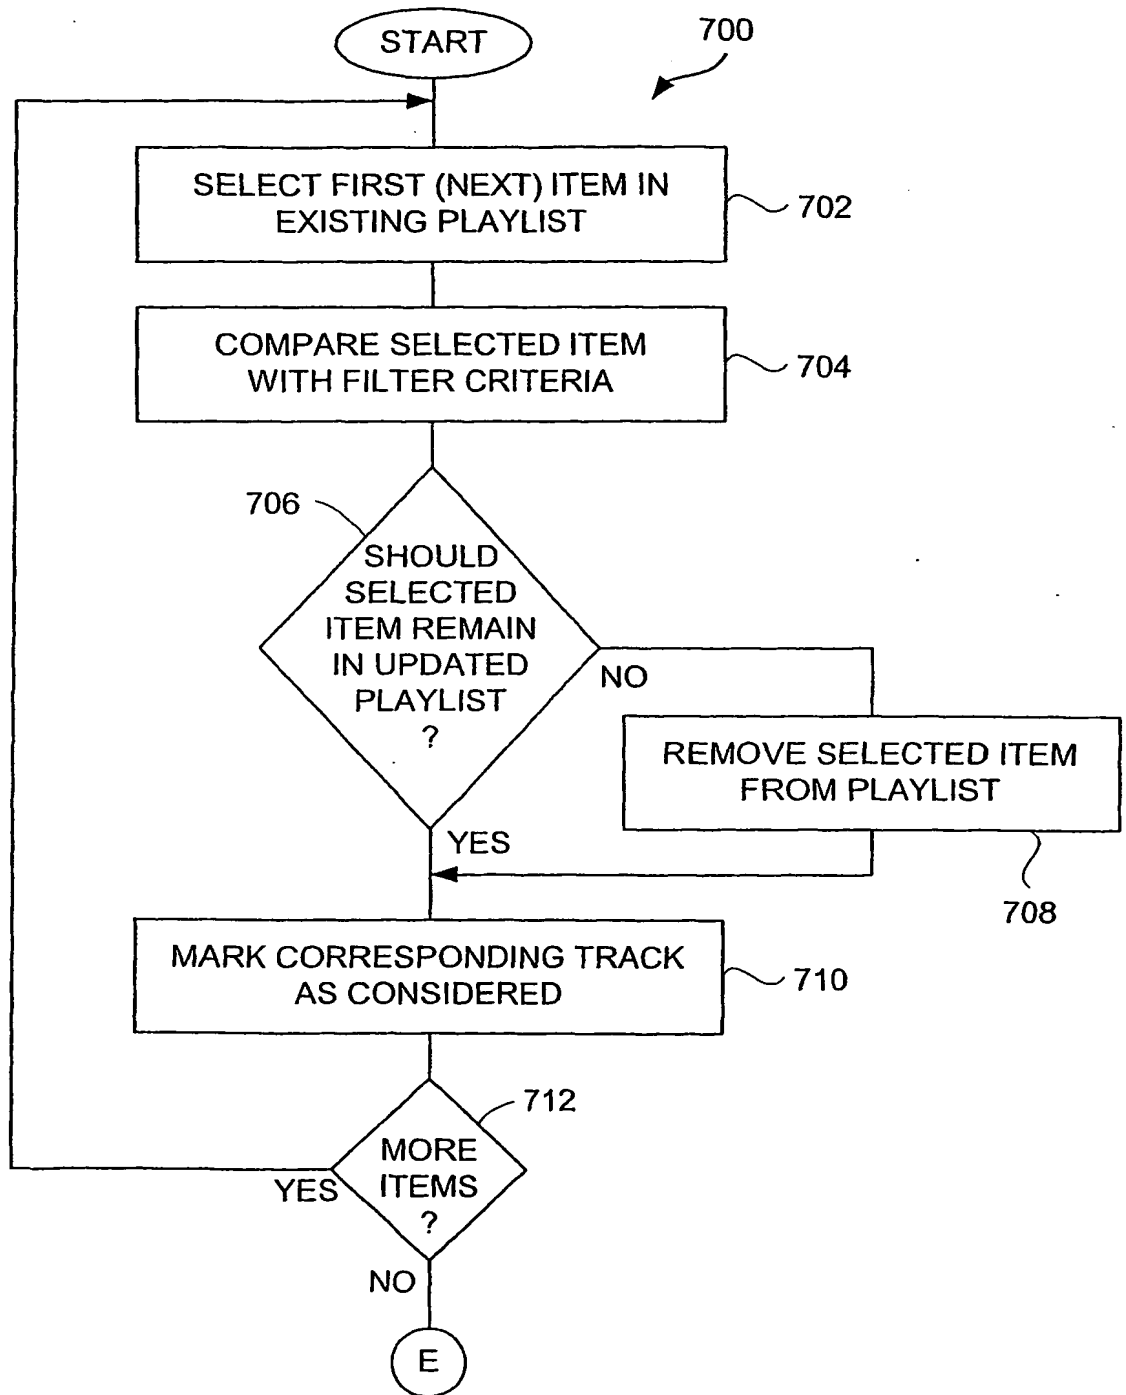 START
700
SELECT FIRST (NEXT) ITEM IN
EXISTING PLAYLIST
702
COMPARE SELECTED ITEM
WITH FILTER CRITERIA
704
706
SHOULD
SELECTED
ITEM REMAIN
IN UPDATED
PLAYLIST
?
NO
REMOVE SELECTED ITEM
FROM PLAYLIST
708
YES
MARK CORRESPONDING TRACK
AS CONSIDERED
710
712
MORE
ITEMS
?
YES
NO
E